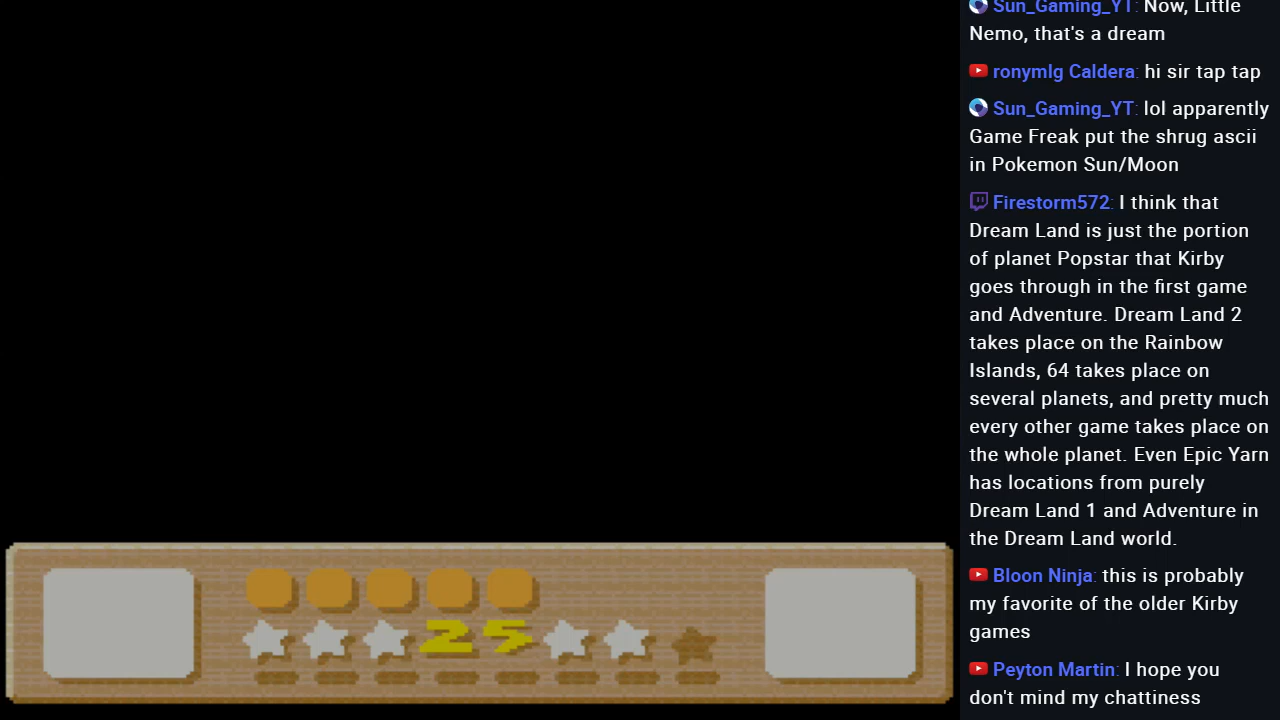 Sun_Gaming_YT: Now, Little
Nemo, that's a dream
ronymlg Caldera: hi sir tap tap
Sun_Gaming_YT: lol apparently
Game Freak put the shrug ascii
in Pokemon Sun/Moon
Firestorm572: I think that
Dream Land is just the portion
of planet Popstar that Kirby
goes through in the first game
and Adventure. Dream Land 2
takes place on the Rainbow
Islands, 64 takes place on
several planets, and pretty much
every other game takes place on
the whole planet. Even Epic Yarn
has locations from purely
Dream Land 1 and Adventure in
the Dream Land world.
Bloon Ninja: this is probably
my favorite of the older Kirby
games
Peyton Martin: I hope you
don't mind my chattiness
25